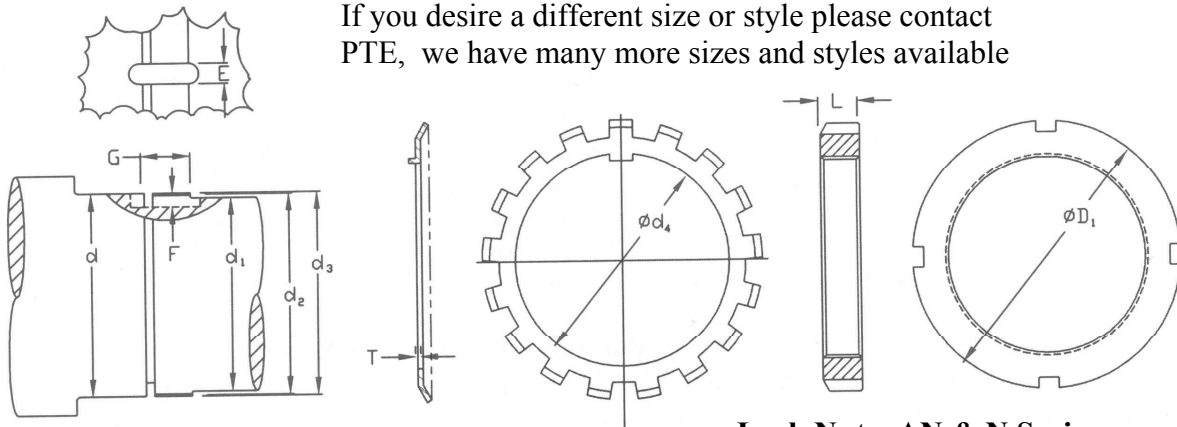 If you desire a different size or style please contact
PTE,  we have many more sizes and styles available
E
G
L
d
F
d₁
d₂
d₃
T
Ød₄
ØD₁